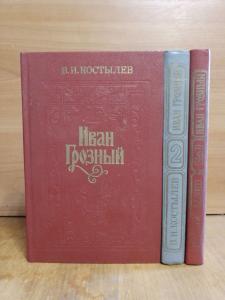 В.И.КОСТЫЛЕВ
Иван
Грозный
В.И.КОСТЫЛЕВ 2 ИВАН ГРОЗНЫЙ
ИВАН ГРОЗНЫЙ